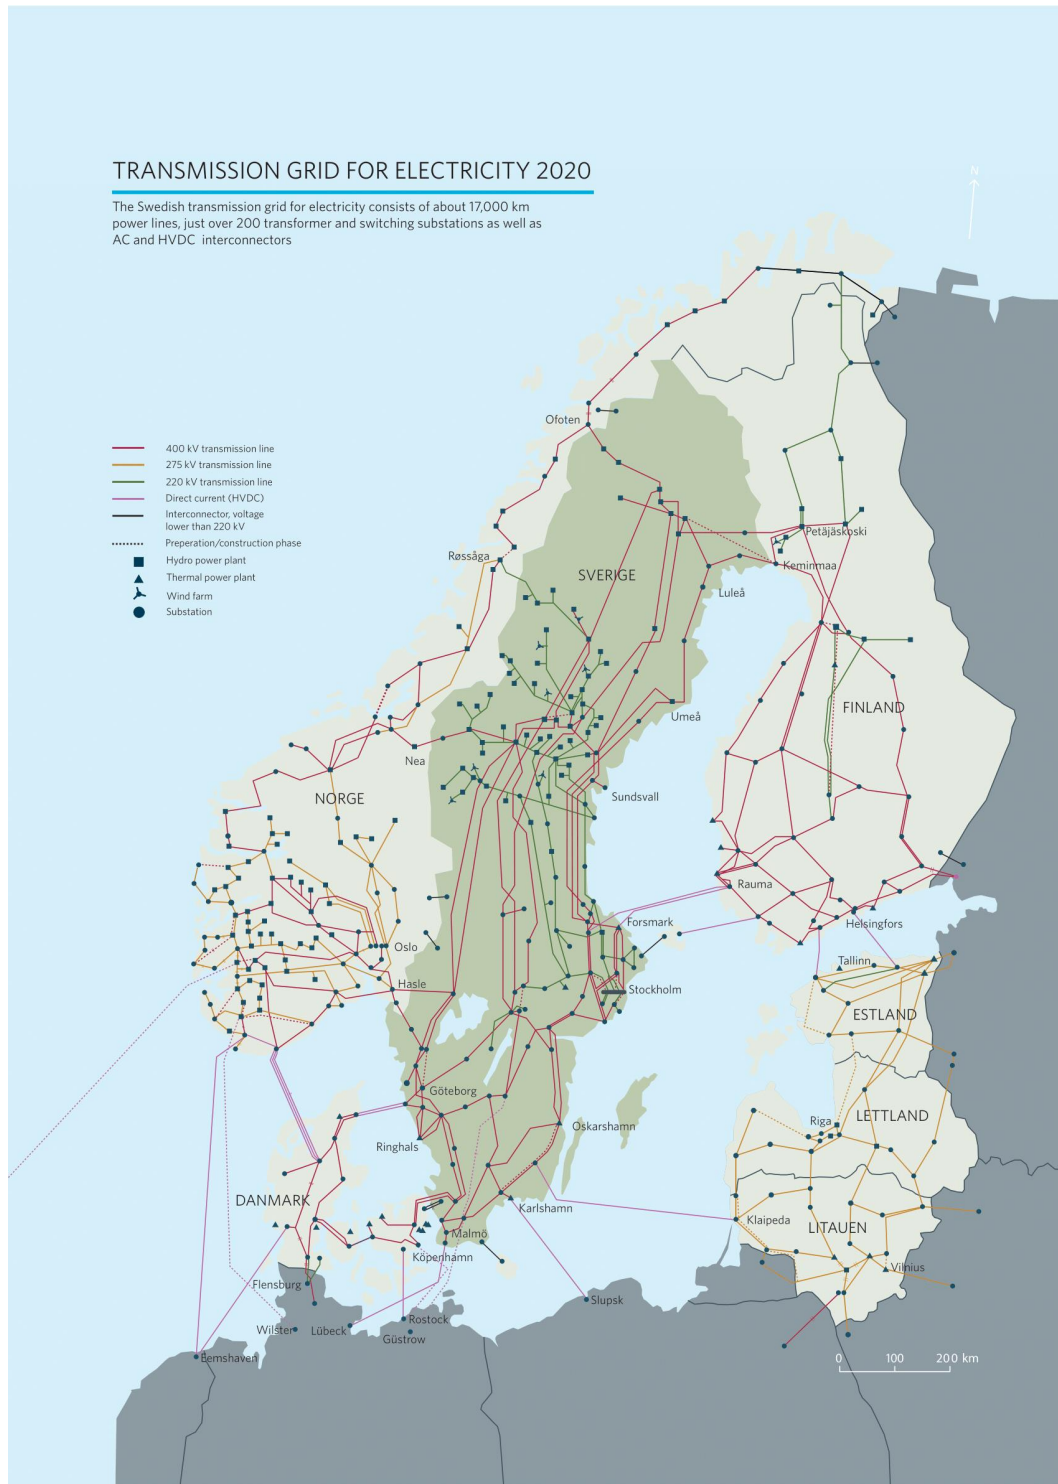 TRANSMISSION GRID FOR ELECTRICITY 2020
The Swedish transmission grid for electricity consists of about 17,000 km
power lines, just over 200 transformer and switching substations as well as
AC and HVDC interconnectors
N
400 kV transmission line
275 kV transmission line
220 kV transmission line
Direct current (HVDC)
Interconnector, voltage
lower than 220 kV
Preperation/construction phase
Hydro power plant
Thermal power plant
Wind farm
Substation
Ofoten
Petäjäskoski
Røssåga
Keminmaa
SVERIGE
Luleå
FINLAND
Umeå
Nea
Sundsvall
NORGE
Rauma
Forsmark
Helsingfors
Oslo
Tallinn
Hasle
Stockholm
ESTLAND
Göteborg
LETTLAND
Riga
Oskarshamn
Ringhals
DANMARK
Karlshamn
Klaipeda
LITAUEN
Malmö
Köpenhamn
Vilnius
Flensburg
Slupsk
Rostock
Wilster
Lübeck
Güstrow
Eemshaven
0 100 200 km